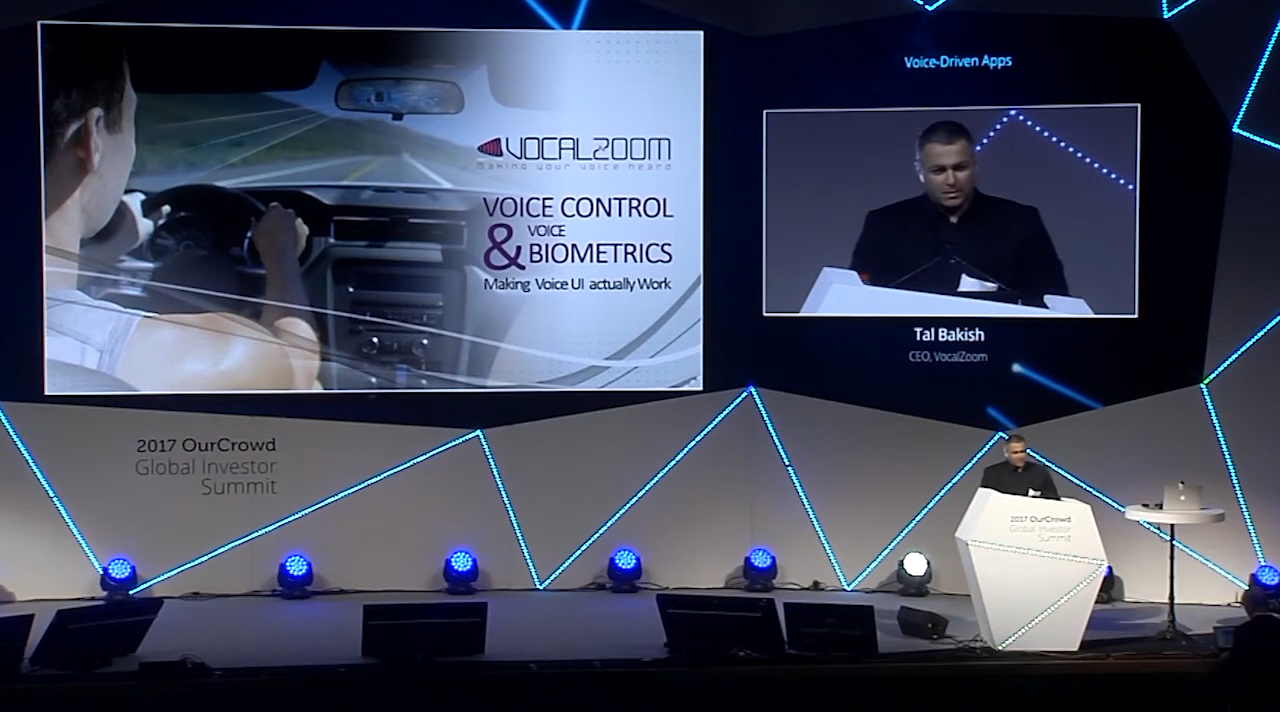 VOCALZOOM
making your voice heard
VOICE CONTROL
& VOICE
BIOMETRICS
Making Voice UI actually Work
Voice-Driven Apps
Tal Bakish
CEO, VocalZoom
2017 OurCrowd
Global Investor
Summit
2017 OurCrowd
Global Investor
Summit